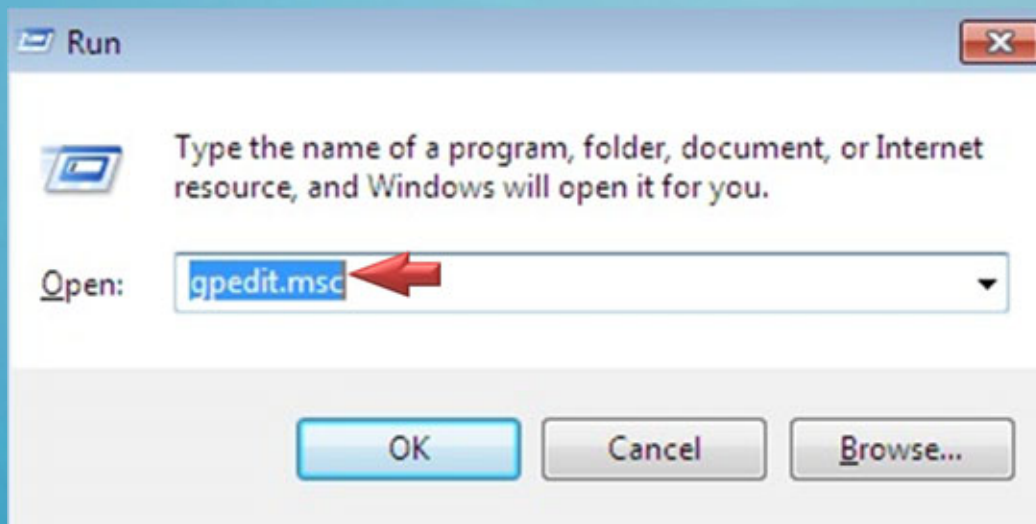 Run
Type the name of a program, folder, document, or Internet
resource, and Windows will open it for you.
Open: gpedit.msc
OK Cancel Browse...